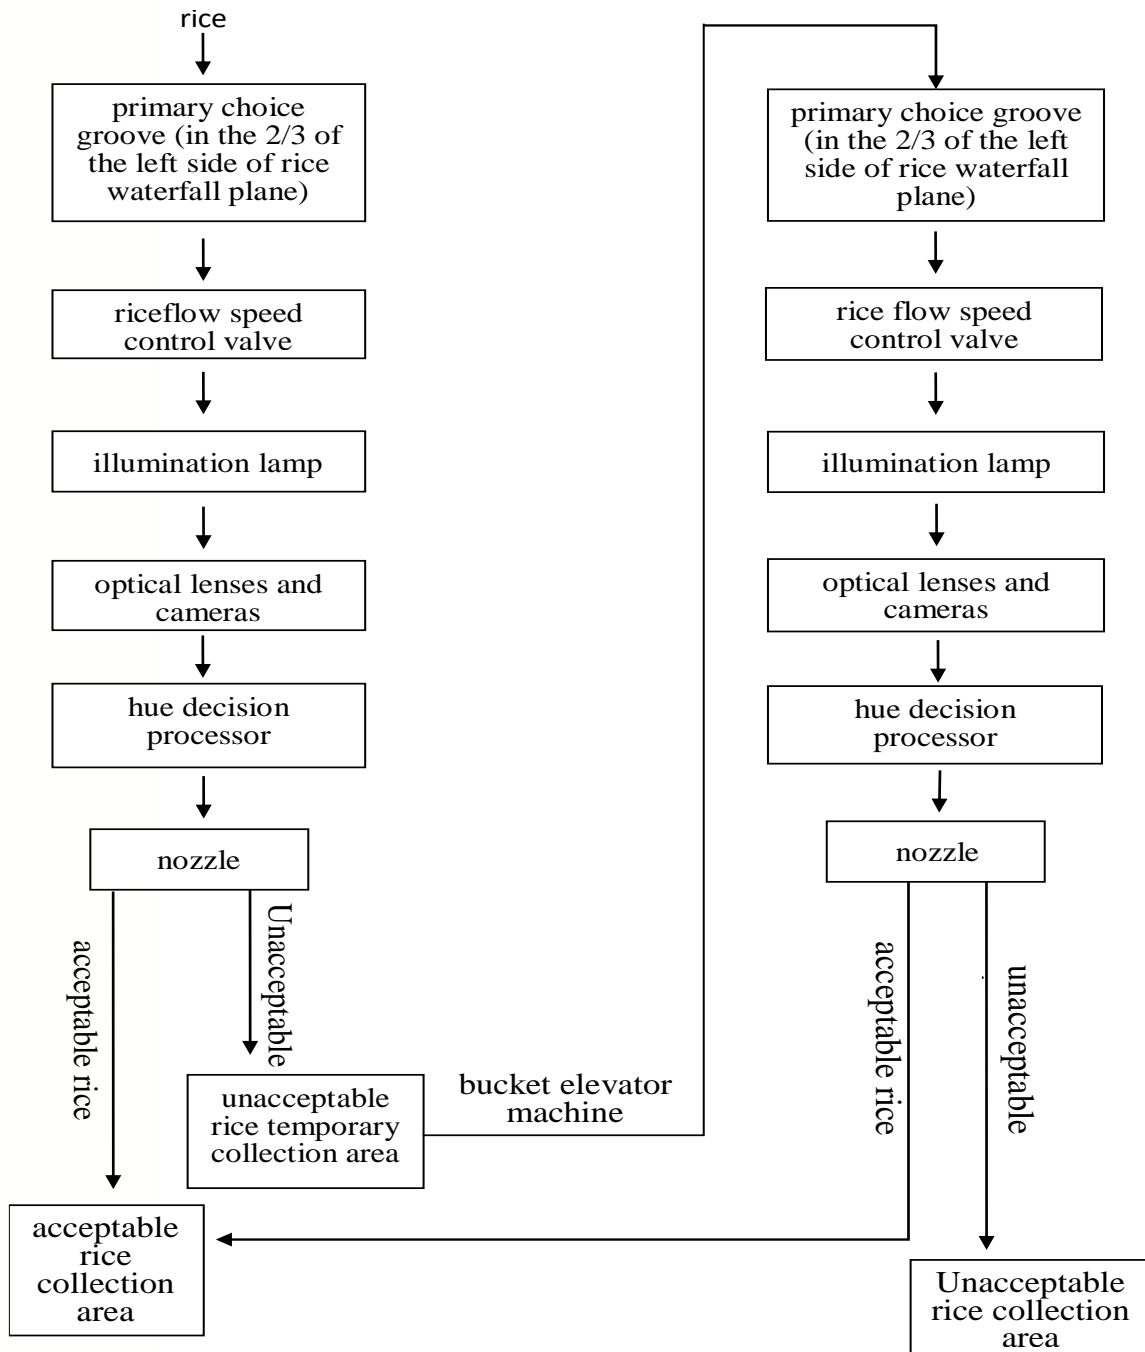 rice
primary choice
groove (in the 2/3 of
the left side of rice
waterfall plane)
riceflow speed
control valve
illumination lamp
optical lenses and
cameras
hue decision
processor
nozzle
acceptable rice
Unacceptable
unacceptable
rice temporary
collection area
acceptable
rice
collection
area
bucket elevator
machine
primary choice groove
(in the 2/3 of the left
side of rice waterfall
plane)
rice flow speed
control valve
illumination lamp
optical lenses and
cameras
hue decision
processor
nozzle
acceptable rice
unacceptable
Unacceptable
rice collection
area